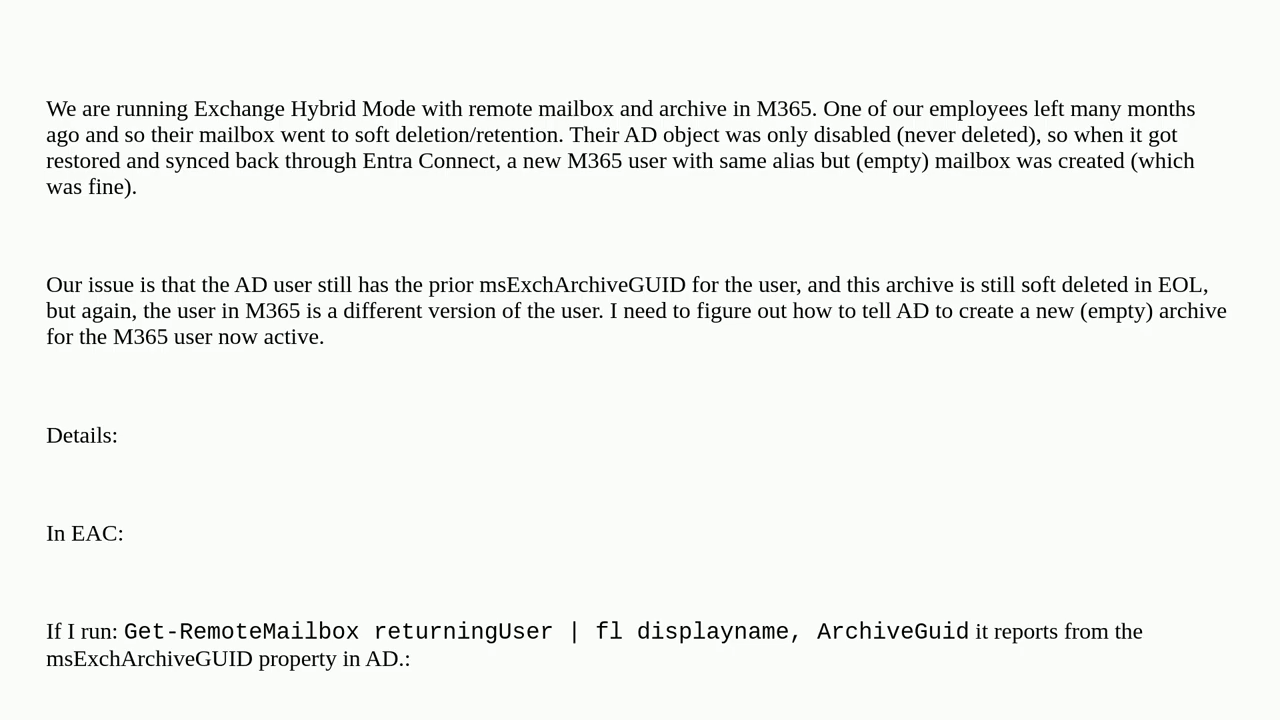 We are running Exchange Hybrid Mode with remote mailbox and archive in M365. One of our employees left many months
ago and so their mailbox went to soft deletion/retention. Their AD object was only disabled (never deleted), so when it got
restored and synced back through Entra Connect, a new M365 user with same alias but (empty) mailbox was created (which
was fine).
Our issue is that the AD user still has the prior msExchArchiveGUID for the user, and this archive is still soft deleted in EOL,
but again, the user in M365 is a different version of the user. I need to figure out how to tell AD to create a new (empty) archive
for the M365 user now active.
Details:
In EAC:
If I run: Get-RemoteMailbox returningUser | fl displayname, ArchiveGuid it reports from the
msExchArchiveGUID property in AD.: